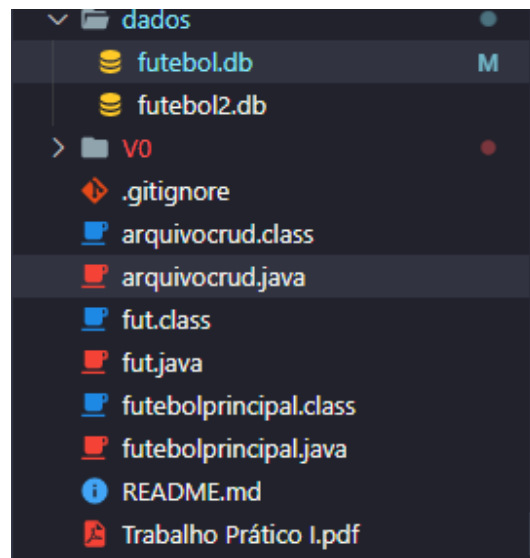 dados
futebol.db M
futebol2.db
V0
.gitignore
arquivocrud.class
arquivocrud.java
fut.class
fut.java
futebolprincipal.class
futebolprincipal.java
README.md
Trabalho Prático I.pdf